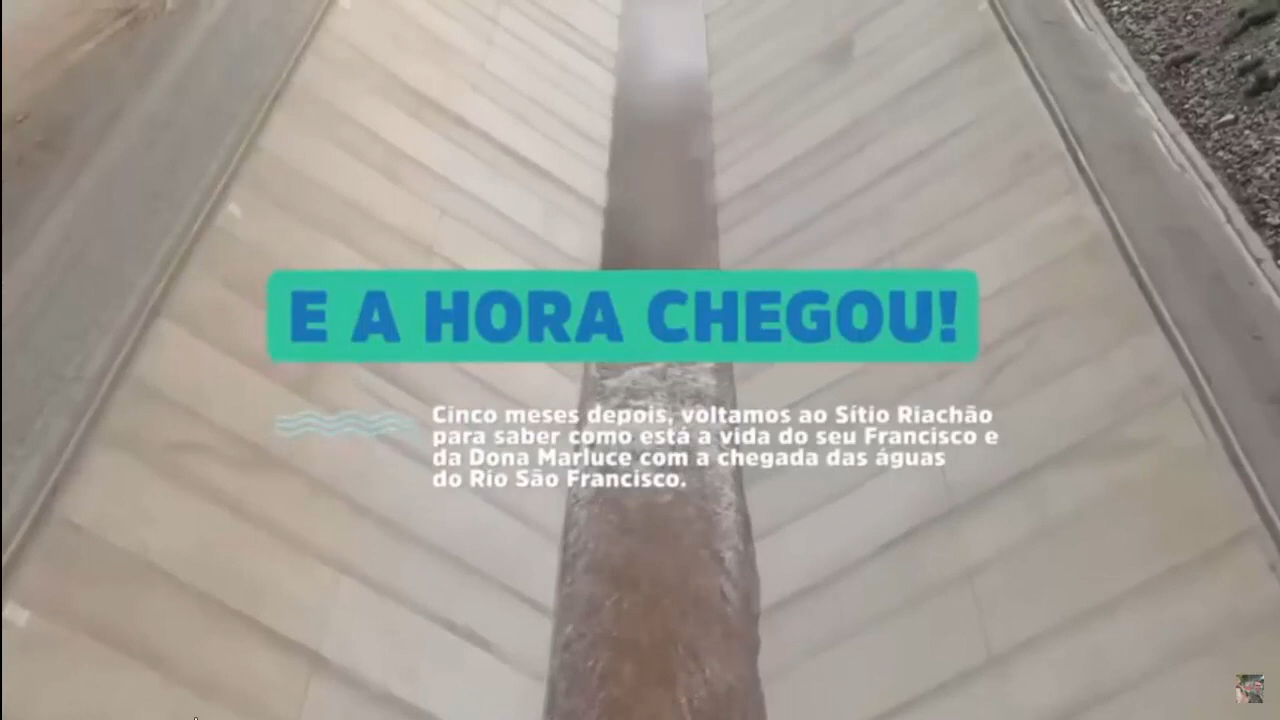 E A HORA CHEGOU!
Cinco meses depois, voltamos ao Sítio Riachão
para saber como está a vida do seu Francisco e
da Dona Marluce com a chegada das águas
do Rio São Francisco.